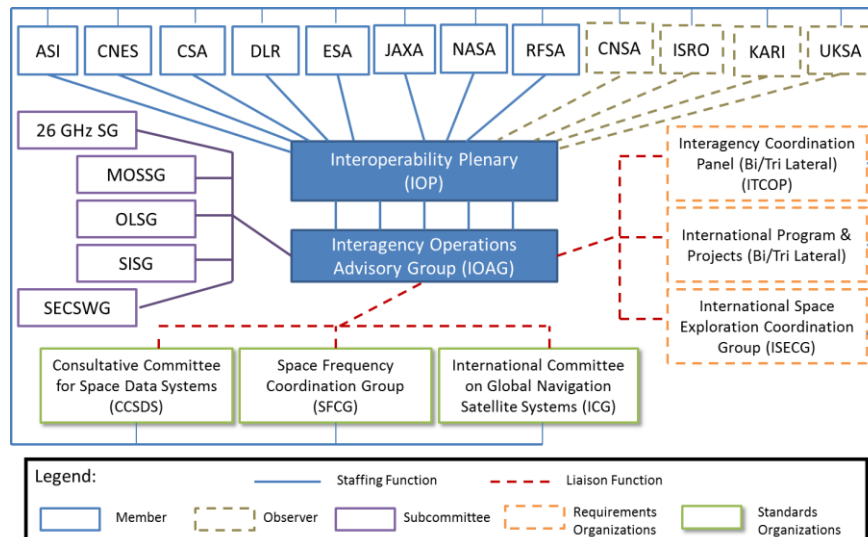 ASI
CNES
CSA
DLR
ESA
JAXA
NASA
RFSA
CNSA
ISRO
KARI
UKSA
26 GHz SG
MOSSG
OLSG
SISG
SECSWG
Interoperability Plenary
(IOP)
Interagency Operations
Advisory Group (IOAG)
Interagency Coordination
Panel (Bi/Tri Lateral)
(ITCOP)
International Program &
Projects (Bi/Tri Lateral)
International Space
Exploration Coordination
Group (ISECG)
Consultative Committee
for Space Data Systems
(CCSDS)
Space Frequency
Coordination Group
(SFCG)
International Committee
on Global Navigation
Satellite Systems (ICG)
Legend:
Staffing Function
Liaison Function
Member
Observer
Subcommittee
Requirements
Organizations
Standards
Organizations